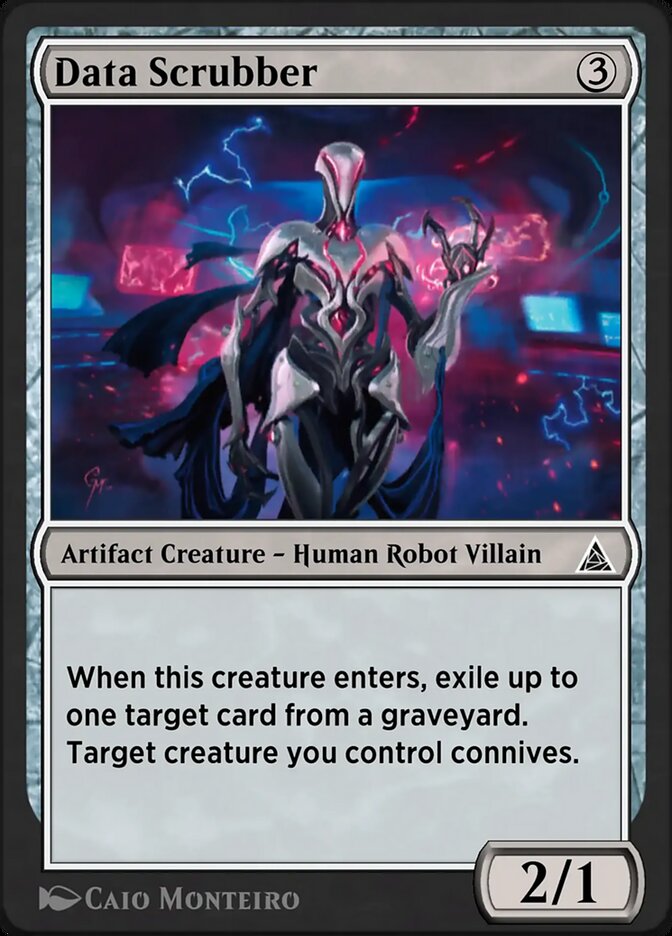 Data Scrubber 3
Artifact Creature – Human Robot Villain
When this creature enters, exile up to
one target card from a graveyard.
Target creature you control connives.
2/1
Caio Monteiro